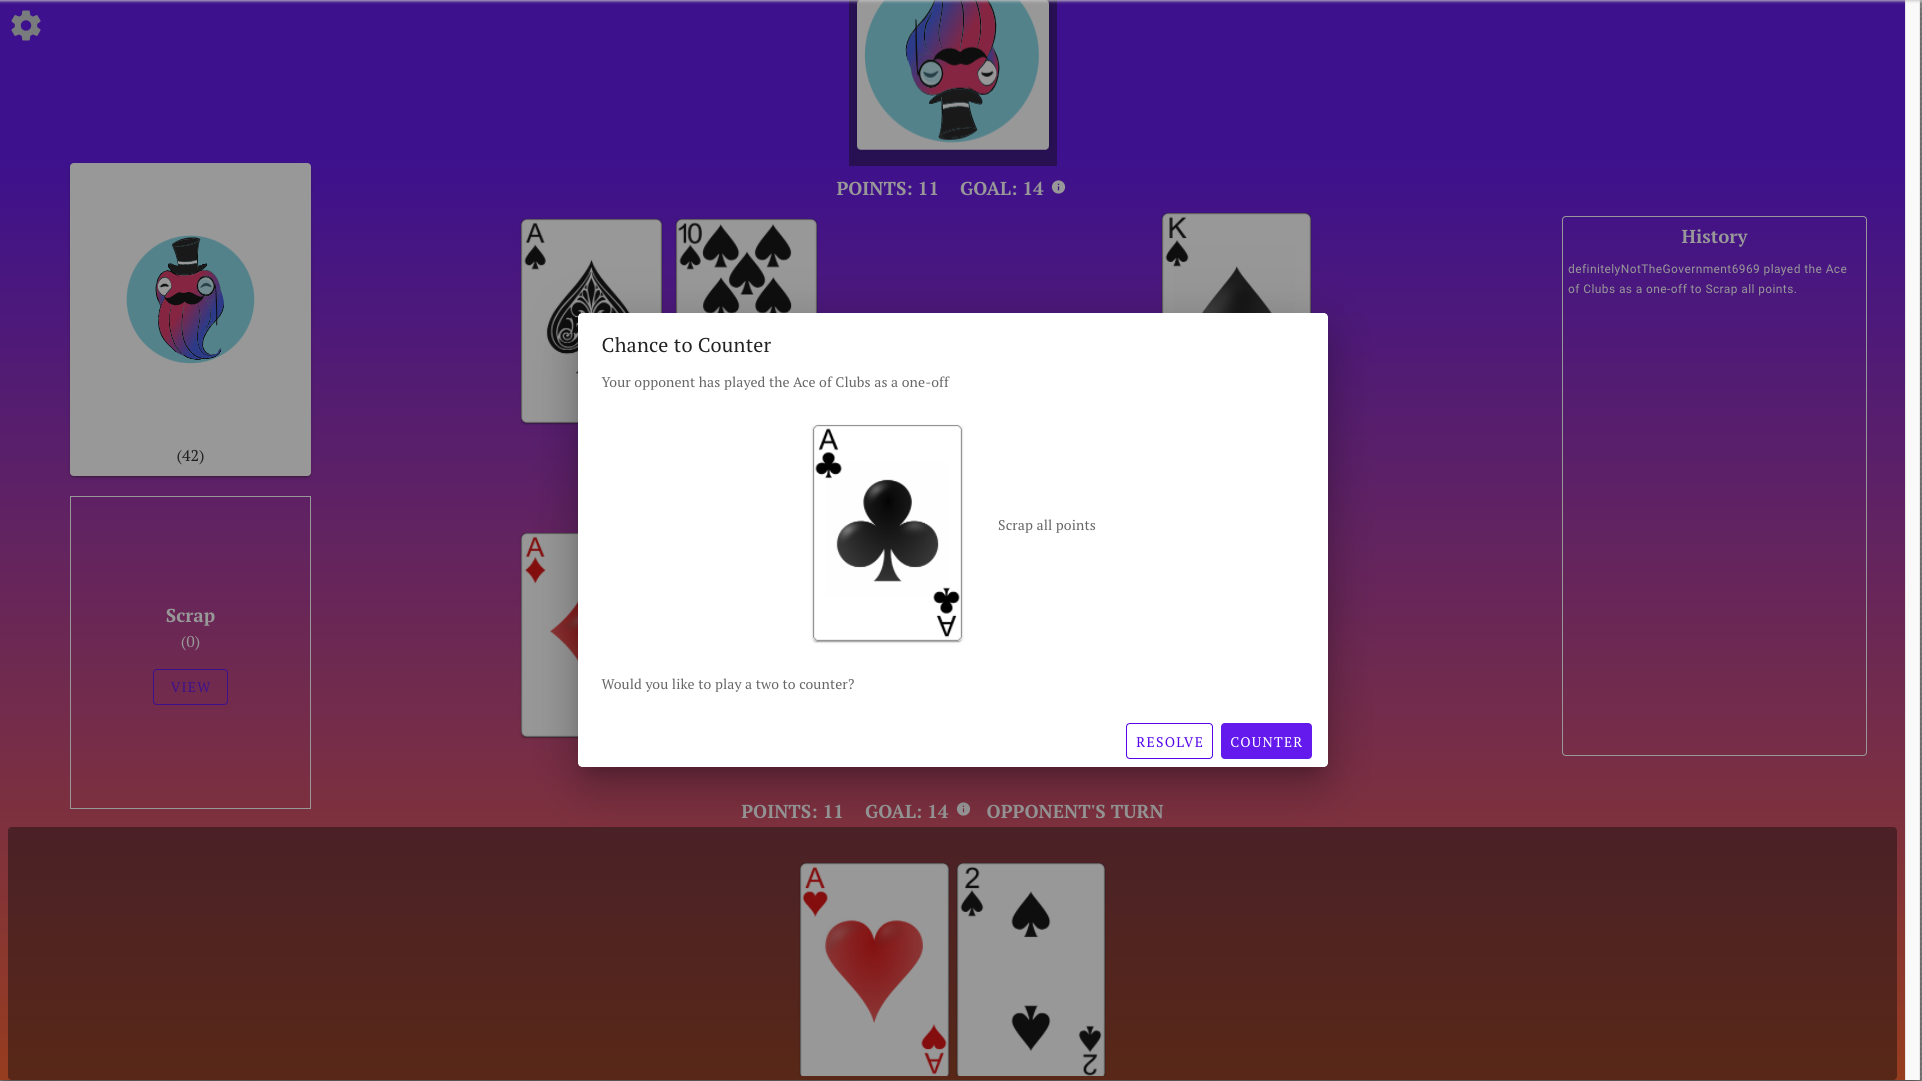 POINTS: 11 GOAL: 14
A
10
K
(42)
History
definitelyNotTheGovernment6969 played the Ace
of Clubs as a one-off to Scrap all points.
Chance to Counter
Your opponent has played the Ace of Clubs as a one-off
A
Scrap all points
A
Would you like to play a two to counter?
RESOLVE COUNTER
A
Scrap
(0)
VIEW
POINTS: 11 GOAL: 14 OPPONENT'S TURN
A
A
2
2